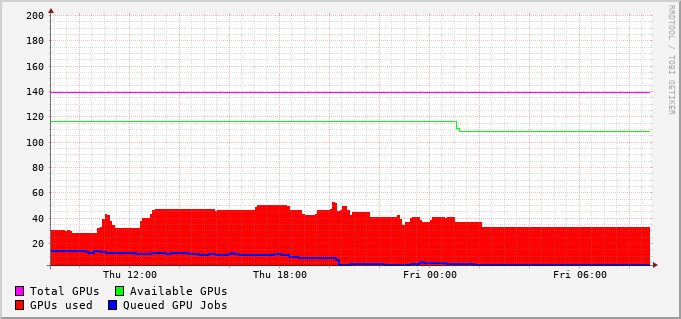 200
180
160
140
120
100
80
60
40
20
Thu 12:00 Thu 18:00 Fri 00:00 Fri 06:00
Total GPUs Available GPUs
GPUs used Queued GPU Jobs
RRDTOOL / TOBI OETIKER